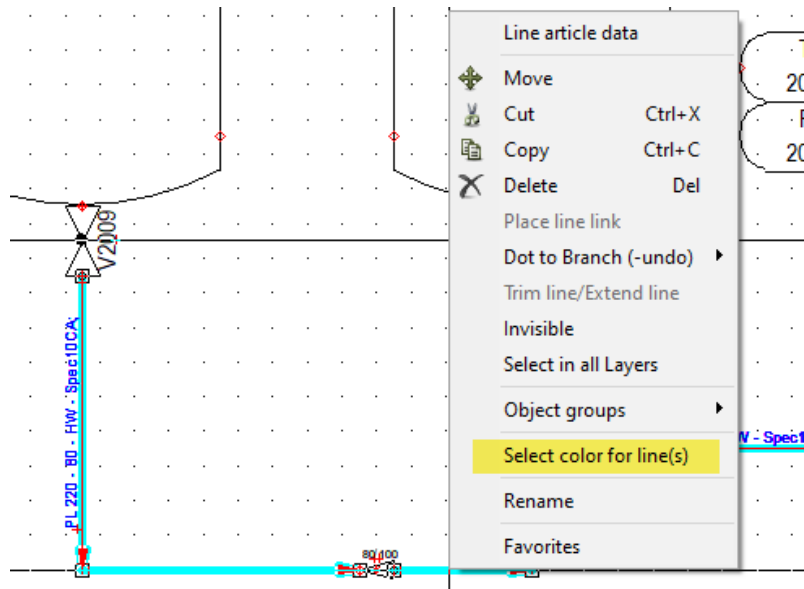 Line article data
Move
Cut Ctrl+X
Copy Ctrl+C
Delete Del
Place line link
Dot to Branch (-undo)
Trim line/Extend line
Invisible
Select in all Layers
Object groups
Select color for line(s)
Rename
Favorites
V2009
PL 220 - 80 - HW - Spec10CA;
80/100
W - Spec1
20
20